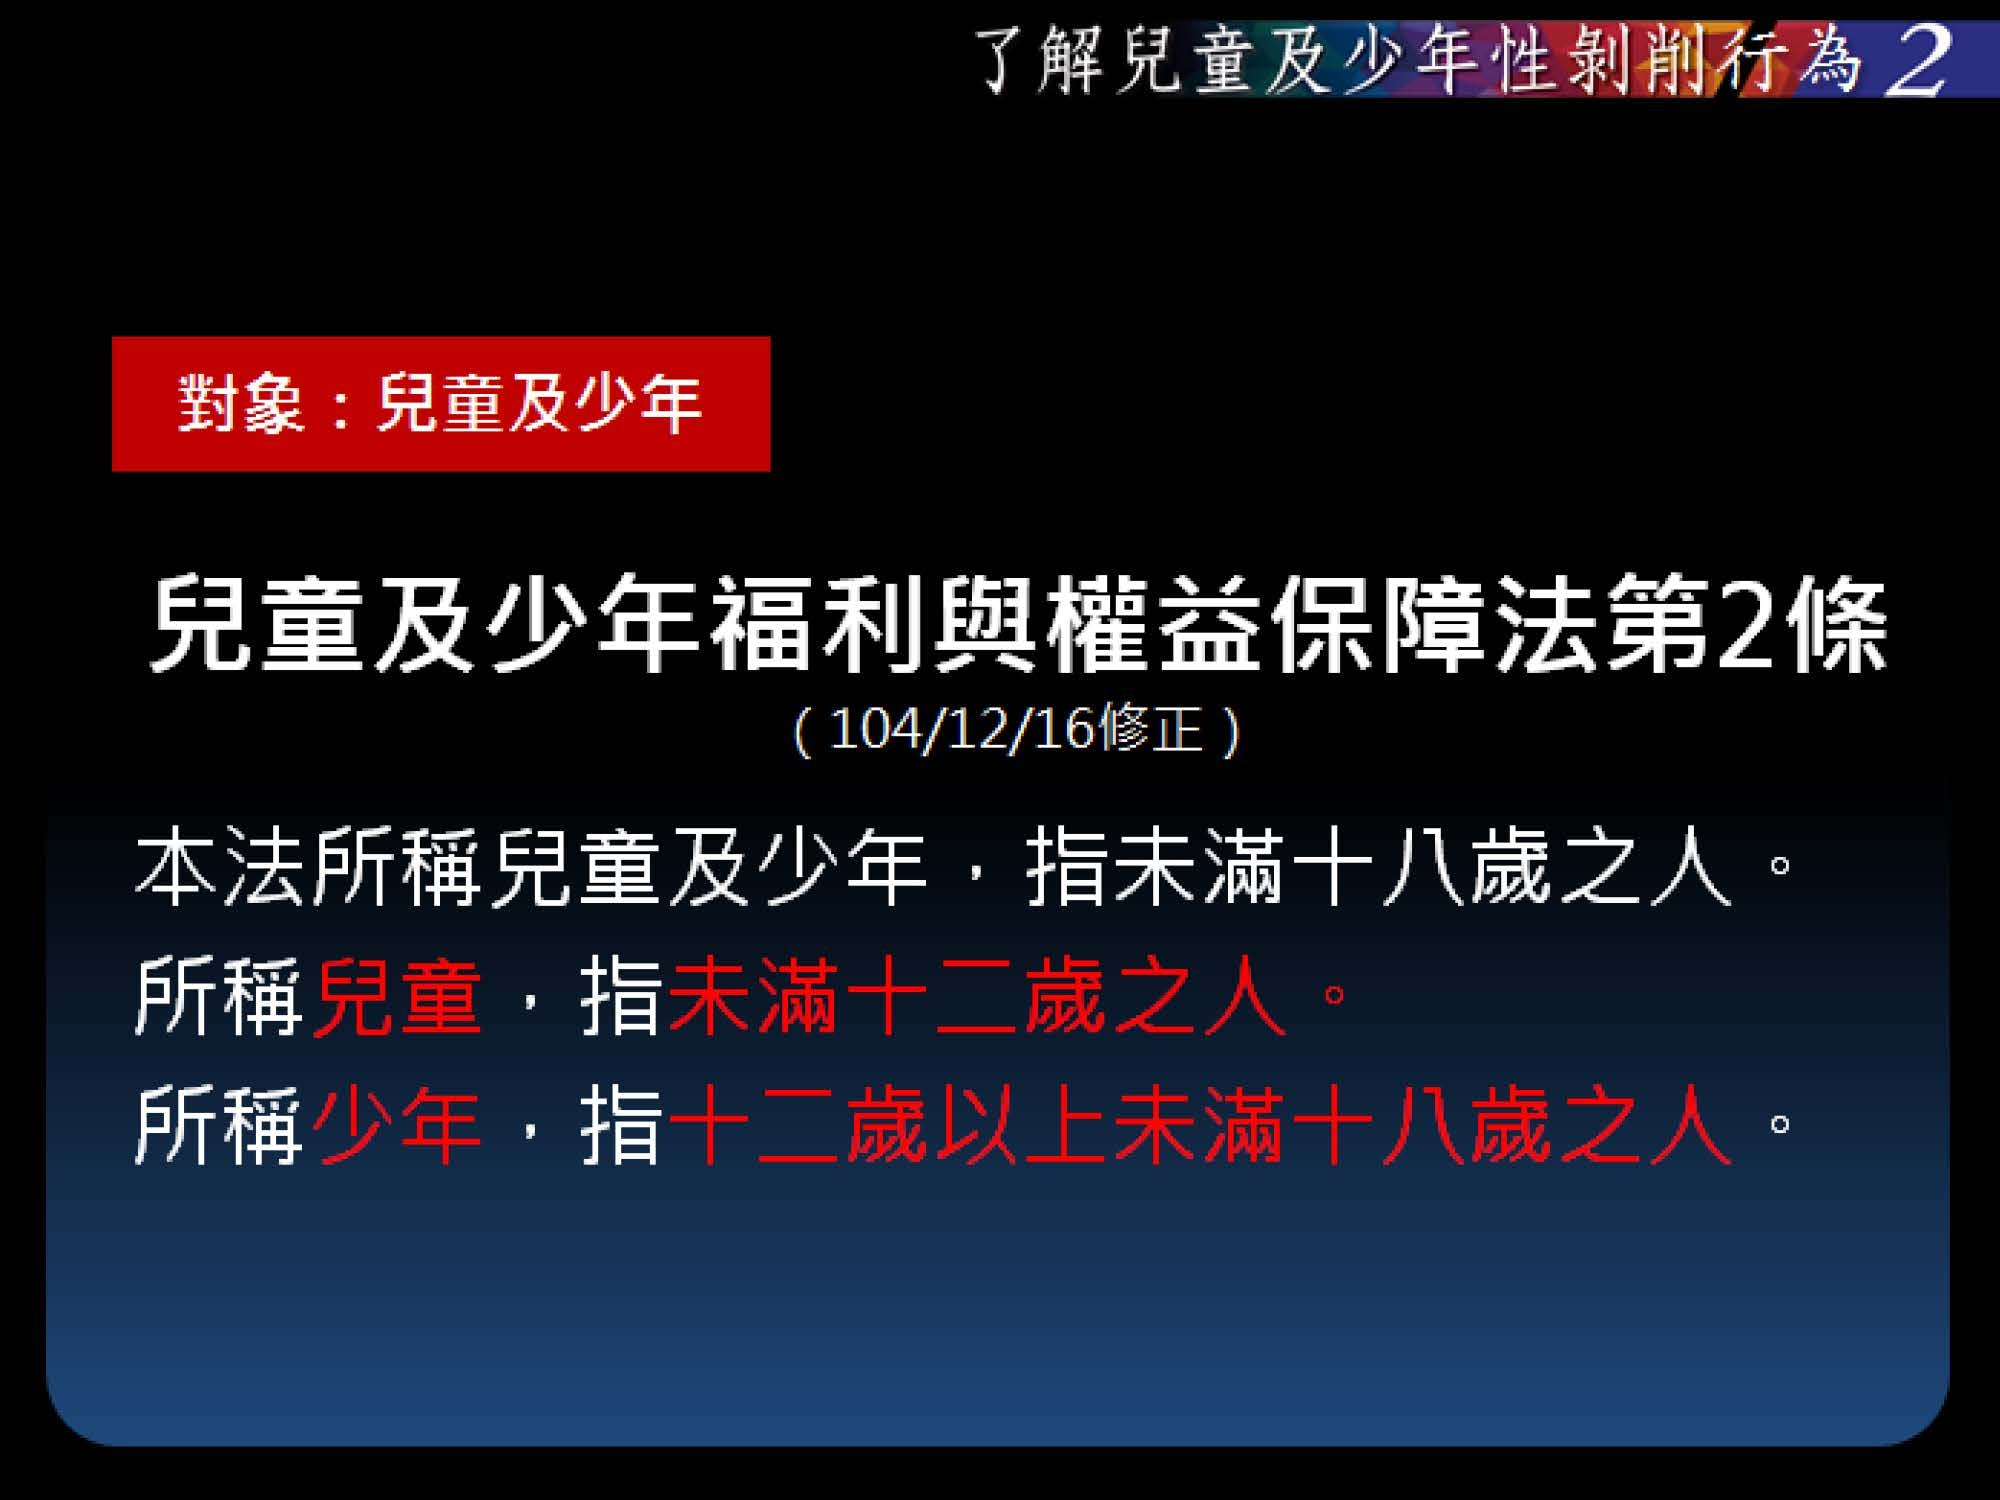 了解兒童及少年性剝削行為 2
對象：兒童及少年
兒童及少年福利與權益保障法第2條
（104/12/16修正）
本法所稱兒童及少年，指未滿十八歲之人。
所稱兒童，指未滿十二歲之人。
所稱少年，指十二歲以上未滿十八歲之人。